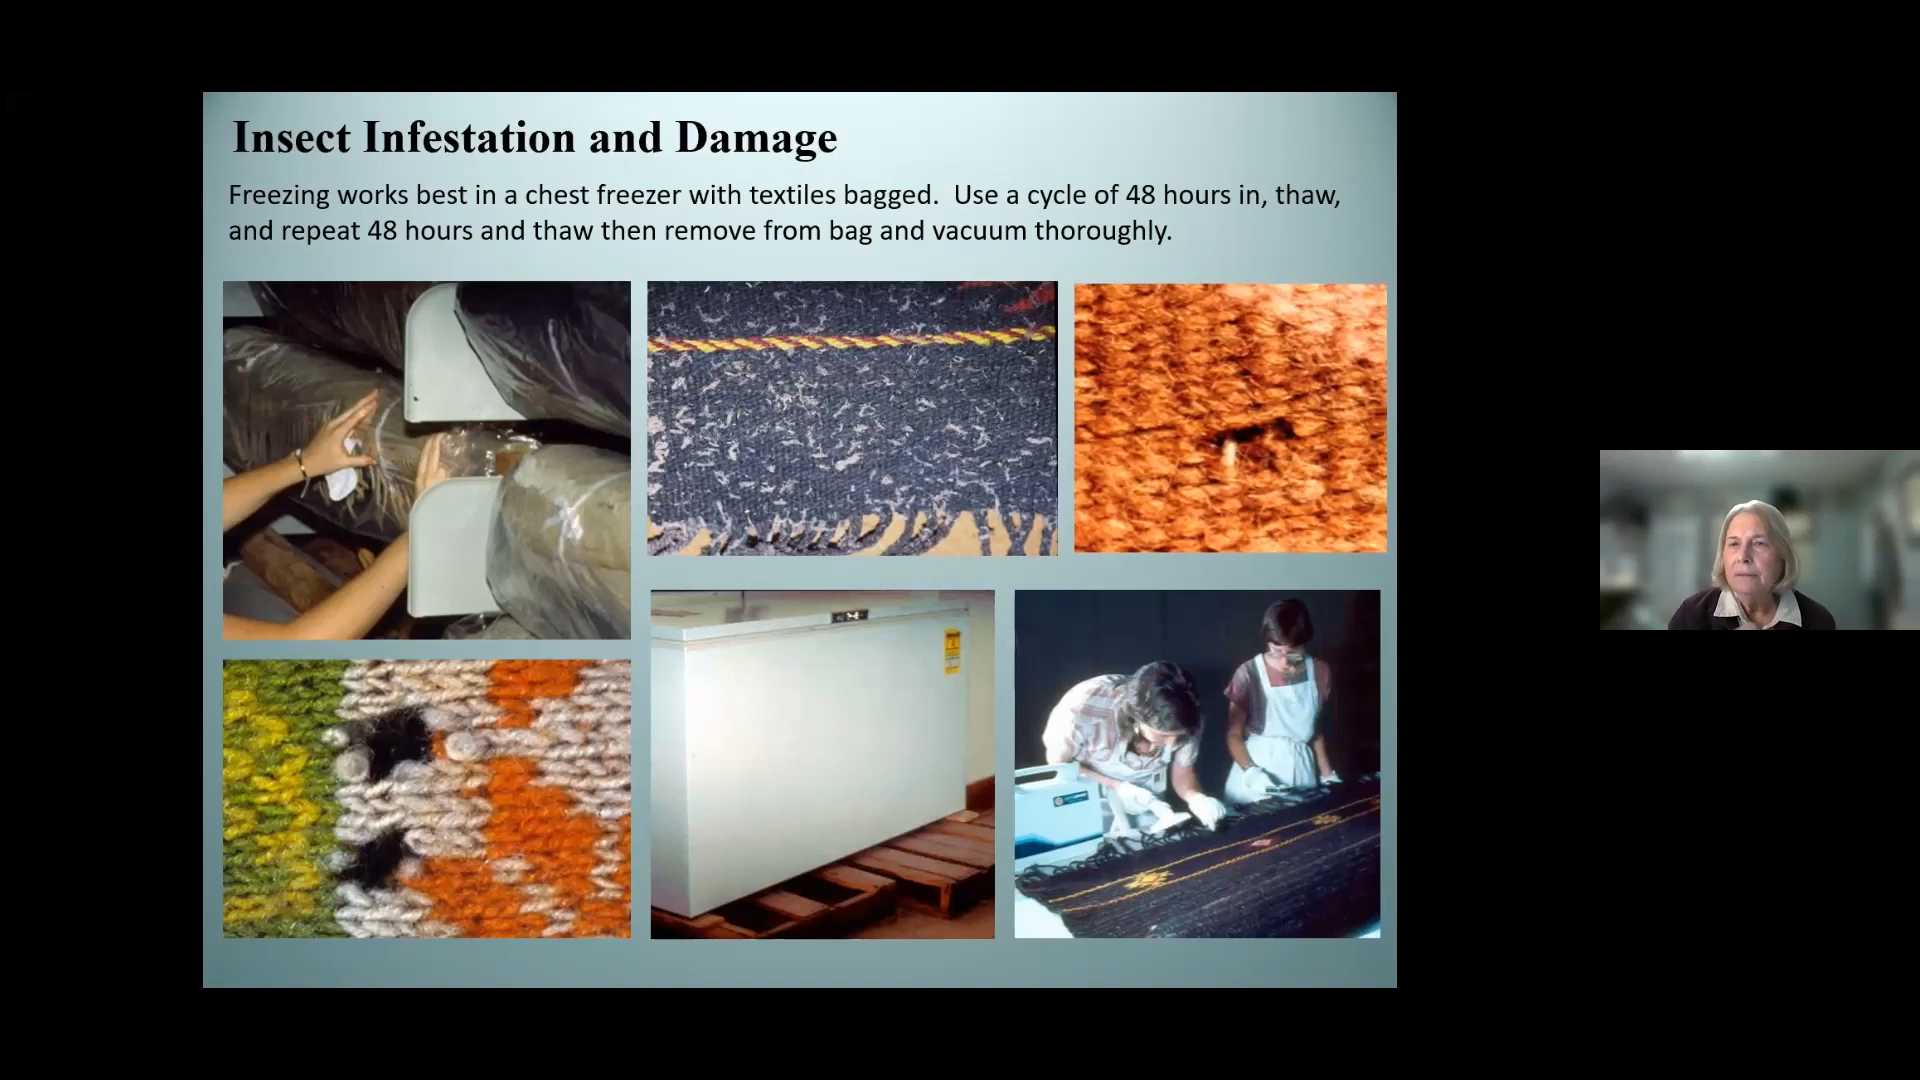 Insect Infestation and Damage
Freezing works best in a chest freezer with textiles bagged.  Use a cycle of 48 hours in, thaw,
and repeat 48 hours and thaw then remove from bag and vacuum thoroughly.